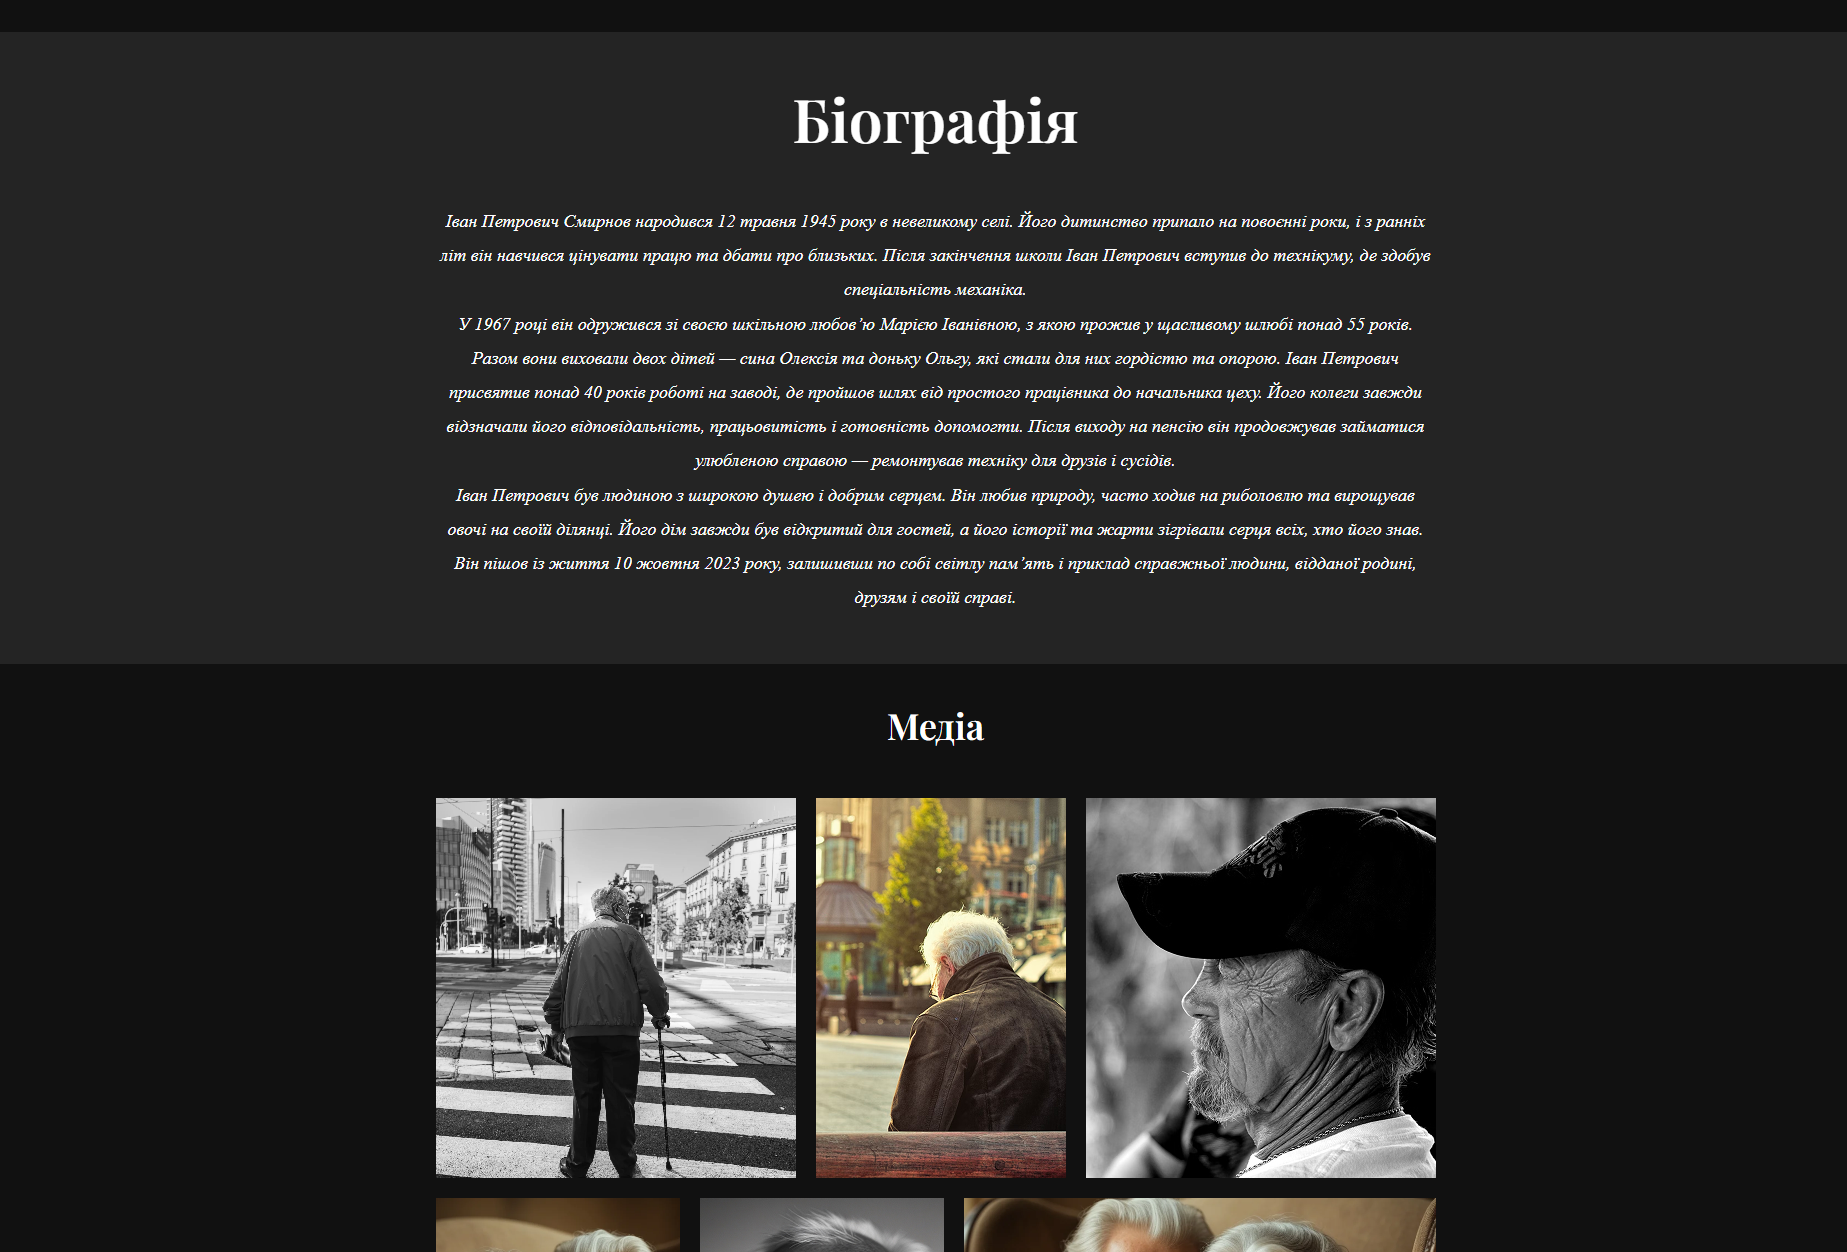 Біографія
Іван Петрович Смирнов народився 12 травня 1945 року в невеликому селі. Його дитинство припало на повоєнні роки, і з ранніх
літ він навчився цінувати працю та дбати про близьких. Після закінчення школи Іван Петрович вступив до технікуму, де здобув
спеціальність механіка.
У 1967 році він одружився зі своєю шкільною любов’ю Марією Іванівною, з якою прожив у щасливому шлюбі понад 55 років.
Разом вони виховали двох дітей — сина Олексія та доньку Ольгу, які стали для них гордістю та опорою. Іван Петрович
присвятив понад 40 років роботі на заводі, де пройшов шлях від простого працівника до начальника цеху. Його колеги завжди
відзначали його відповідальність, працьовитість і готовність допомогти. Після виходу на пенсію він продовжував займатися
улюбленою справою — ремонтував техніку для друзів і сусідів.
Іван Петрович був людиною з широкою душею і добрим серцем. Він любив природу, часто ходив на риболовлю та вирощував
овочі на своїй ділянці. Його дім завжди був відкритий для гостей, а його історії та жарти зігрівали серця всіх, хто його знав.
Він пішов із життя 10 жовтня 2023 року, залишивши по собі світлу пам’ять і приклад справжньої людини, відданої родині,
друзям і своїй справі.
Медіа